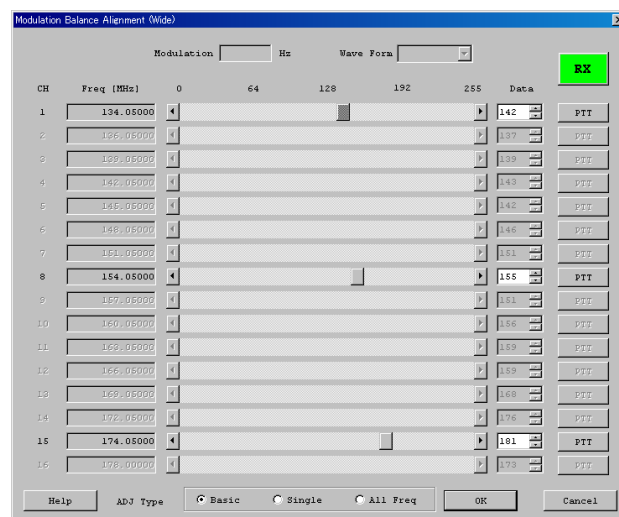 Modulation Balance Alignment (Wide)
Modulation Hz Wave Form
RX
CH Freq [MHz] 0 64 128 192 255 Data
1 134.05000 142 PTT
2 136.05000 137 PTT
3 139.05000 139 PTT
4 142.05000 143 PTT
5 145.05000 142 PTT
6 148.05000 146 PTT
7 151.05000 151 PTT
8 154.05000 155 PTT
9 157.05000 151 PTT
10 160.05000 156 PTT
11 163.05000 159 PTT
12 166.05000 159 PTT
13 169.05000 168 PTT
14 172.05000 176 PTT
15 174.05000 181 PTT
16 178.00000 173 PTT
Help ADJ Type Basic Single All Freq OK Cancel